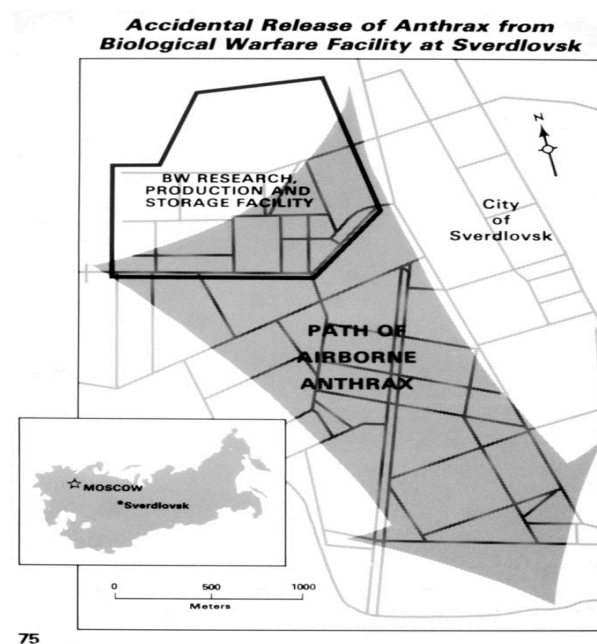 Accidental Release of Anthrax from
Biological Warfare Facility at Sverdlovsk
N
BW RESEARCH,
PRODUCTION AND
STORAGE FACILITY
City
of
Sverdlovsk
PATH OF
AIRBORNE
ANTHRAX
MOSCOW
Sverdlovsk
0 500 1000
Meters
75